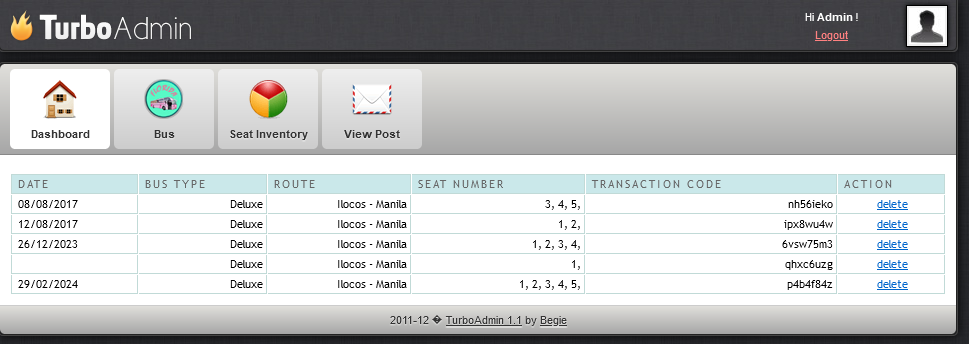 TurboAdmin
Hi Admin !
Logout
Dashboard Bus Seat Inventory View Post
FLORIDA
DATE BUS TYPE ROUTE SEAT NUMBER TRANSACTION CODE ACTION
08/08/2017 Deluxe Ilocos - Manila 3, 4, 5, nh56ieko delete
12/08/2017 Deluxe Ilocos - Manila 1, 2, ipx8wu4w delete
26/12/2023 Deluxe Ilocos - Manila 1, 2, 3, 4, 6vsw75m3 delete
Deluxe Ilocos - Manila 1, qhxc6uzg delete
29/02/2024 Deluxe Ilocos - Manila 1, 2, 3, 4, 5, p4b4f84z delete
2011-12 � TurboAdmin 1.1 by Begie